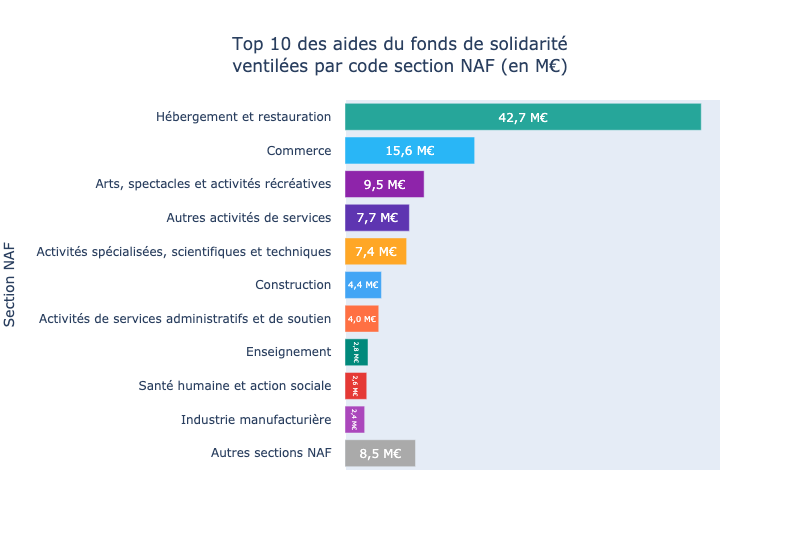 Top 10 des aides du fonds de solidarité
ventilées par code section NAF (en M€)
Section NAF
Hébergement et restauration 42,7 M€
Commerce 15,6 M€
Arts, spectacles et activités récréatives 9,5 M€
Autres activités de services 7,7 M€
Activités spécialisées, scientifiques et techniques 7,4 M€
Construction 4,4 M€
Activités de services administratifs et de soutien 4,0 M€
Enseignement 2,8 M€
Santé humaine et action sociale 2,6 M€
Industrie manufacturière 2,4 M€
Autres sections NAF 8,5 M€